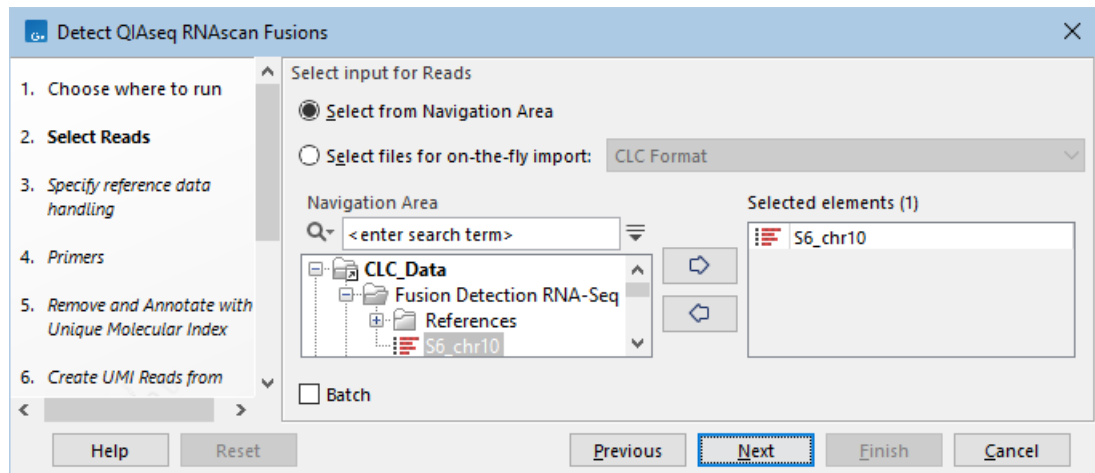 Detect QIAseq RNAscan Fusions
1. Choose where to run
2. Select Reads
3. Specify reference data
handling
4. Primers
5. Remove and Annotate with
Unique Molecular Index
6. Create UMI Reads from
Select input for Reads
Select from Navigation Area
Select files for on-the-fly import: CLC Format
Navigation Area
<enter search term>
CLC_Data
Fusion Detection RNA-Seq
References
S6_chr10
Selected elements (1)
S6_chr10
Batch
Help Reset Previous Next Finish Cancel